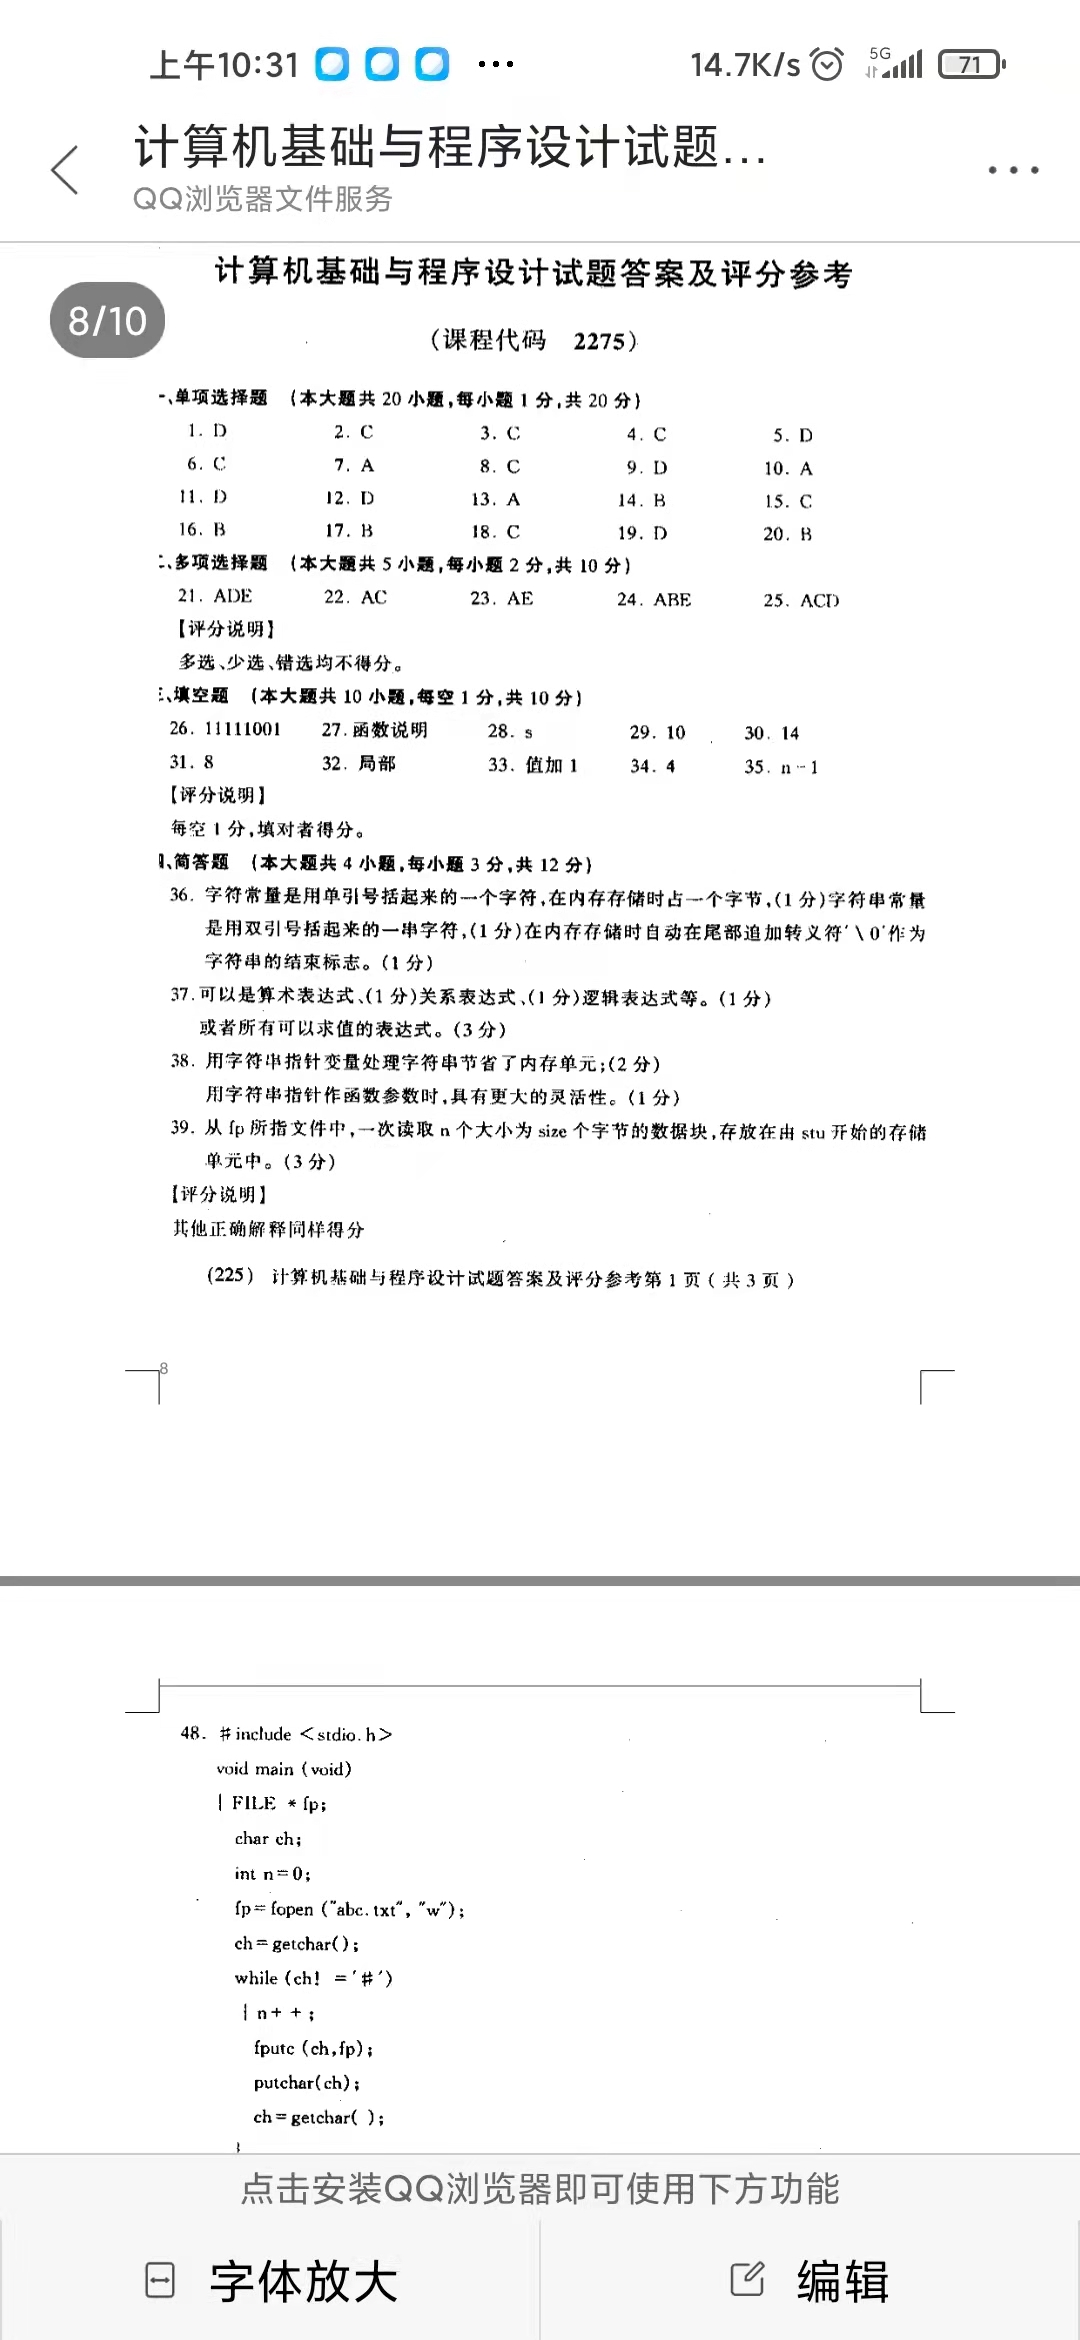 上午10:31 ... 14.7K/s 5G 71
计算机基础与程序设计试题...
QQ浏览器文件服务
...
计算机基础与程序设计试题答案及评分参考
8/10
(课程代码 2275)
一、单项选择题 (本大题共 20 小题,每小题 1 分,共 20 分)
1. D 2. C 3. C 4. C 5. D
6. C 7. A 8. C 9. D 10. A
11. D 12. D 13. A 14. B 15. C
16. B 17. B 18. C 19. D 20. B
二、多项选择题 (本大题共 5 小题,每小题 2 分,共 10 分)
21. ADE 22. AC 23. AE 24. ABE 25. ACD
【评分说明】
多选、少选、错选均不得分。
三、填空题 (本大题共 10 小题,每空 1 分,共 10 分)
26. 11111001 27. 函数说明 28. s 29. 10 30. 14
31. 8 32. 局部 33. 值加 1 34. 4 35. n-1
【评分说明】
每空 1 分,填对者得分。
四、简答题 (本大题共 4 小题,每小题 3 分,共 12 分)
36. 字符常量是用单引号括起来的一个字符,在内存存储时占一个字节,(1 分)字符串常量
是用双引号括起来的一串字符,(1 分)在内存存储时自动在尾部追加转义符'\0'作为
字符串的结束标志。(1 分)
37. 可以是算术表达式、(1 分)关系表达式、(1 分)逻辑表达式等。(1 分)
或者所有可以求值的表达式。(3 分)
38. 用字符串指针变量处理字符串节省了内存单元;(2 分)
用字符串指针作函数参数时,具有更大的灵活性。(1 分)
39. 从 fp 所指文件中,一次读取 n 个大小为 size 个字节的数据块,存放在由 stu 开始的存储
单元中。(3 分)
【评分说明】
其他正确解释同样得分
(225) 计算机基础与程序设计试题答案及评分参考第 1 页 (共 3 页)
8
48. #include <stdio.h>
void main (void)
{ FILE * fp;
char ch;
int n=0;
fp=fopen ("abc.txt", "w");
ch=getchar();
while (ch! ='#')
{ n+ +;
fputc (ch,fp);
putchar(ch);
ch=getchar( );
}
点击安装QQ浏览器即可使用下方功能
字体放大 编辑